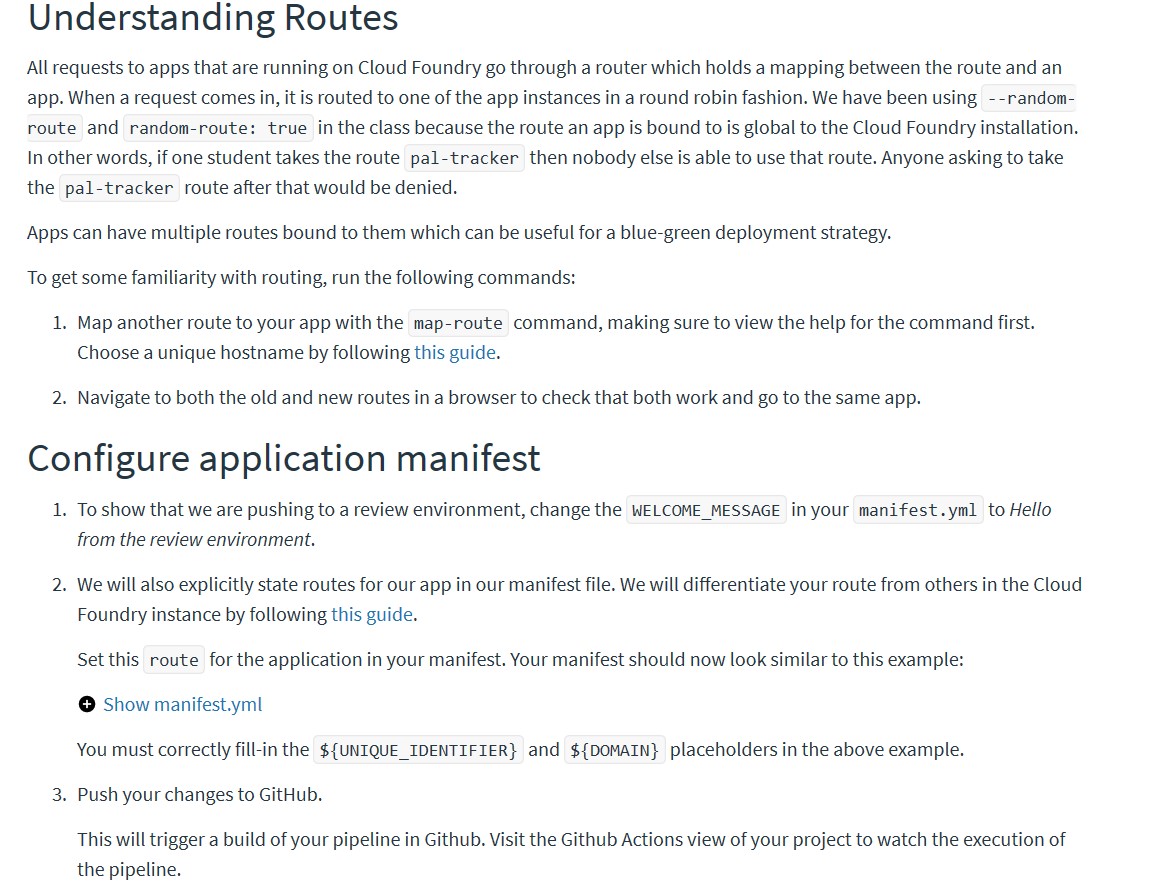 Understanding Routes
All requests to apps that are running on Cloud Foundry go through a router which holds a mapping between the route and an
app. When a request comes in, it is routed to one of the app instances in a round robin fashion. We have been using --random-
route and random-route: true in the class because the route an app is bound to is global to the Cloud Foundry installation.
In other words, if one student takes the route pal-tracker then nobody else is able to use that route. Anyone asking to take
the pal-tracker route after that would be denied.
Apps can have multiple routes bound to them which can be useful for a blue-green deployment strategy.
To get some familiarity with routing, run the following commands:
1. Map another route to your app with the map-route command, making sure to view the help for the command first.
Choose a unique hostname by following this guide.
2. Navigate to both the old and new routes in a browser to check that both work and go to the same app.
Configure application manifest
1. To show that we are pushing to a review environment, change the WELCOME_MESSAGE in your manifest.yml to Hello
from the review environment.
2. We will also explicitly state routes for our app in our manifest file. We will differentiate your route from others in the Cloud
Foundry instance by following this guide.
Set this route for the application in your manifest. Your manifest should now look similar to this example:
Show manifest.yml
You must correctly fill-in the ${UNIQUE_IDENTIFIER} and ${DOMAIN} placeholders in the above example.
3. Push your changes to GitHub.
This will trigger a build of your pipeline in Github. Visit the Github Actions view of your project to watch the execution of
the pipeline.